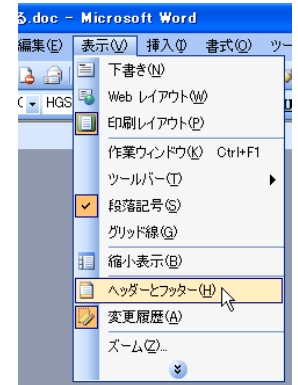 る.doc - Microsoft Word
編集(E) 表示(V) 挿入(I) 書式(O) ツー
HGS
下書き(N)
Web レイアウト(W)
印刷レイアウト(P)
作業ウィンドウ(K) Ctrl+F1
ツールバー(T)
段落記号(S)
グリッド線(G)
縮小表示(B)
ヘッダーとフッター(H)
変更履歴(A)
ズーム(Z)...